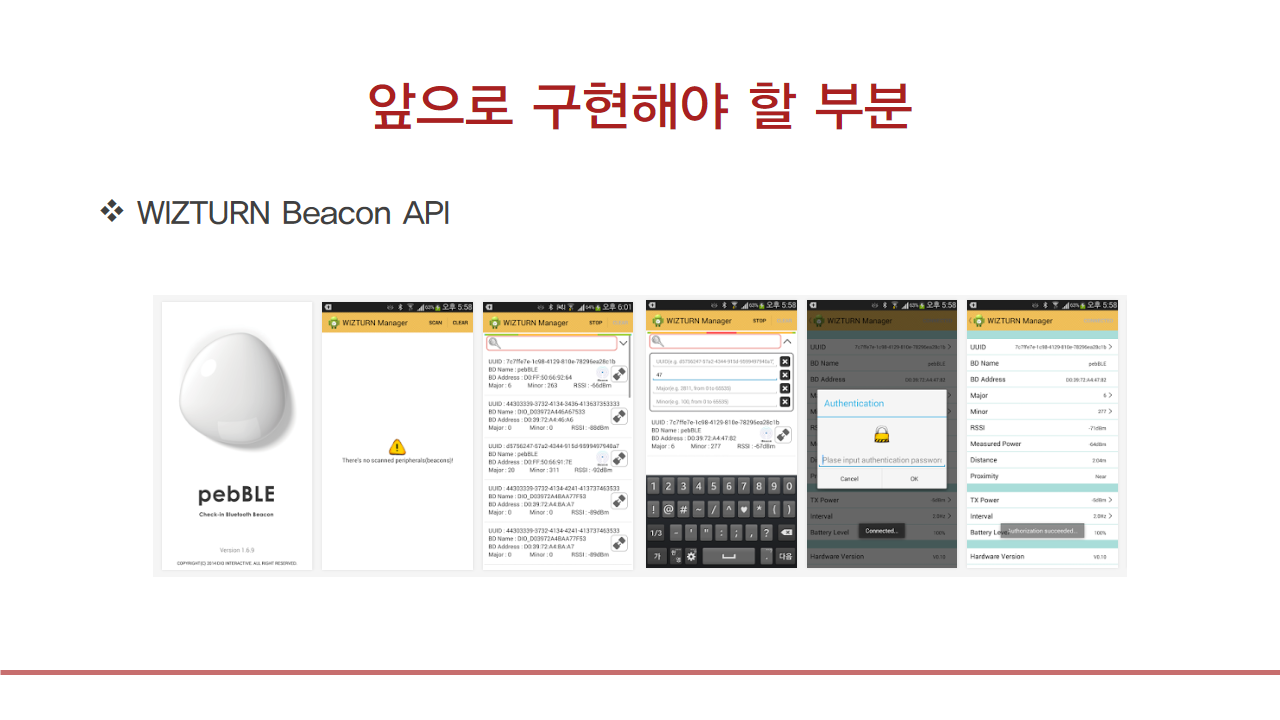 앞으로 구현해야 할 부분
❖ WIZTURN Beacon API
pebBLE
Check-in Bluetooth Beacon
Version 1.6.9
COPYRIGHT(C) 2014 DIO INTERACTIVE. ALL RIGHT RESERVED.
60% 오후 5:58
WIZTURN Manager SCAN CLEAR
There's no scanned peripherals(beacons)!
오후 6:01
WIZTURN Manager STOP
UUID : 7c7ffe7e-1c98-4129-810e-78296ea28c1b
BD Name : pebBLE
BD Address : D0:FF:50:66:92:64
Major : 6 Minor : 263 RSSI : -66dBm
UUID : 44303339-3732-4134-3436-413637353333
BD Name : DIO_D03972A446A67533
BD Address : D0:39:72:A4:46:A6
Major : 0 Minor : 0 RSSI : -88dBm
UUID : d5756247-57a2-4344-915d-9599497940a7
BD Name : pebBLE
BD Address : D0:FF:50:66:91:7E
Major : 20 Minor : 311 RSSI : -92dBm
UUID : 44303339-3732-4134-4241-413737463533
BD Name : DIO_D03972A4BAA77F53
BD Address : D0:39:72:A4:BA:A7
Major : 0 Minor : 0 RSSI : -89dBm
UUID : 44303339-3732-4134-4241-413737463533
BD Name : DIO_D03972A4BAA77F53
BD Address : D0:39:72:A4:BA:A7
Major : 0 Minor : 0 RSSI : -89dBm
60% 오후 5:58
WIZTURN Manager STOP
UUID(e.g. d5756247-57a2-4344-915d-9599497940a7)
47
Major(e.g. 2811, from 0 to 65535)
Minor(e.g. 100, from 0 to 65535)
UUID : 7c7ffe7e-1c98-4129-810e-78296ea28c1b
BD Name : pebBLE
BD Address : D0:39:72:A4:47:82
Major : 6 Minor : 277 RSSI : -67dBm
1 2 3 4 5 6 7 8 9 0
! @ # ~ / ^ ♥ * ( )
1/3 - ' " : ; , ?
가 . 다음
60% 오후 5:58
WIZTURN Manager
UUID 7c7ffe7e-1c98-4129-810e-78296ea28c1b
BD Name pebBLE
BD Address D0:39:72:A4:47:82
Authentication
Please input authentication password
Cancel OK
TX Power
Interval 2.0Hz
Connected...
Battery Level 100%
Hardware Version V0.10
60% 오후 5:58
WIZTURN Manager
UUID 7c7ffe7e-1c98-4129-810e-78296ea28c1b
BD Name pebBLE
BD Address D0:39:72:A4:47:82
Major 6
Minor 277
RSSI -71dBm
Measured Power -64dBm
Distance 2.04m
Proximity Near
TX Power
Interval 2.0Hz
Battery Level 100%
Authorization succeeded...
Hardware Version V0.10